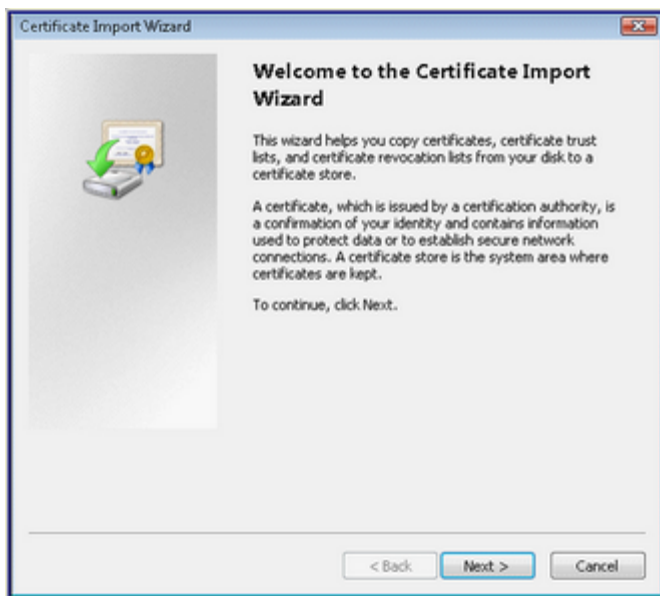 Certificate Import Wizard
Welcome to the Certificate Import
Wizard
This wizard helps you copy certificates, certificate trust
lists, and certificate revocation lists from your disk to a
certificate store.
A certificate, which is issued by a certification authority, is
a confirmation of your identity and contains information
used to protect data or to establish secure network
connections. A certificate store is the system area where
certificates are kept.
To continue, click Next.
< Back Next > Cancel